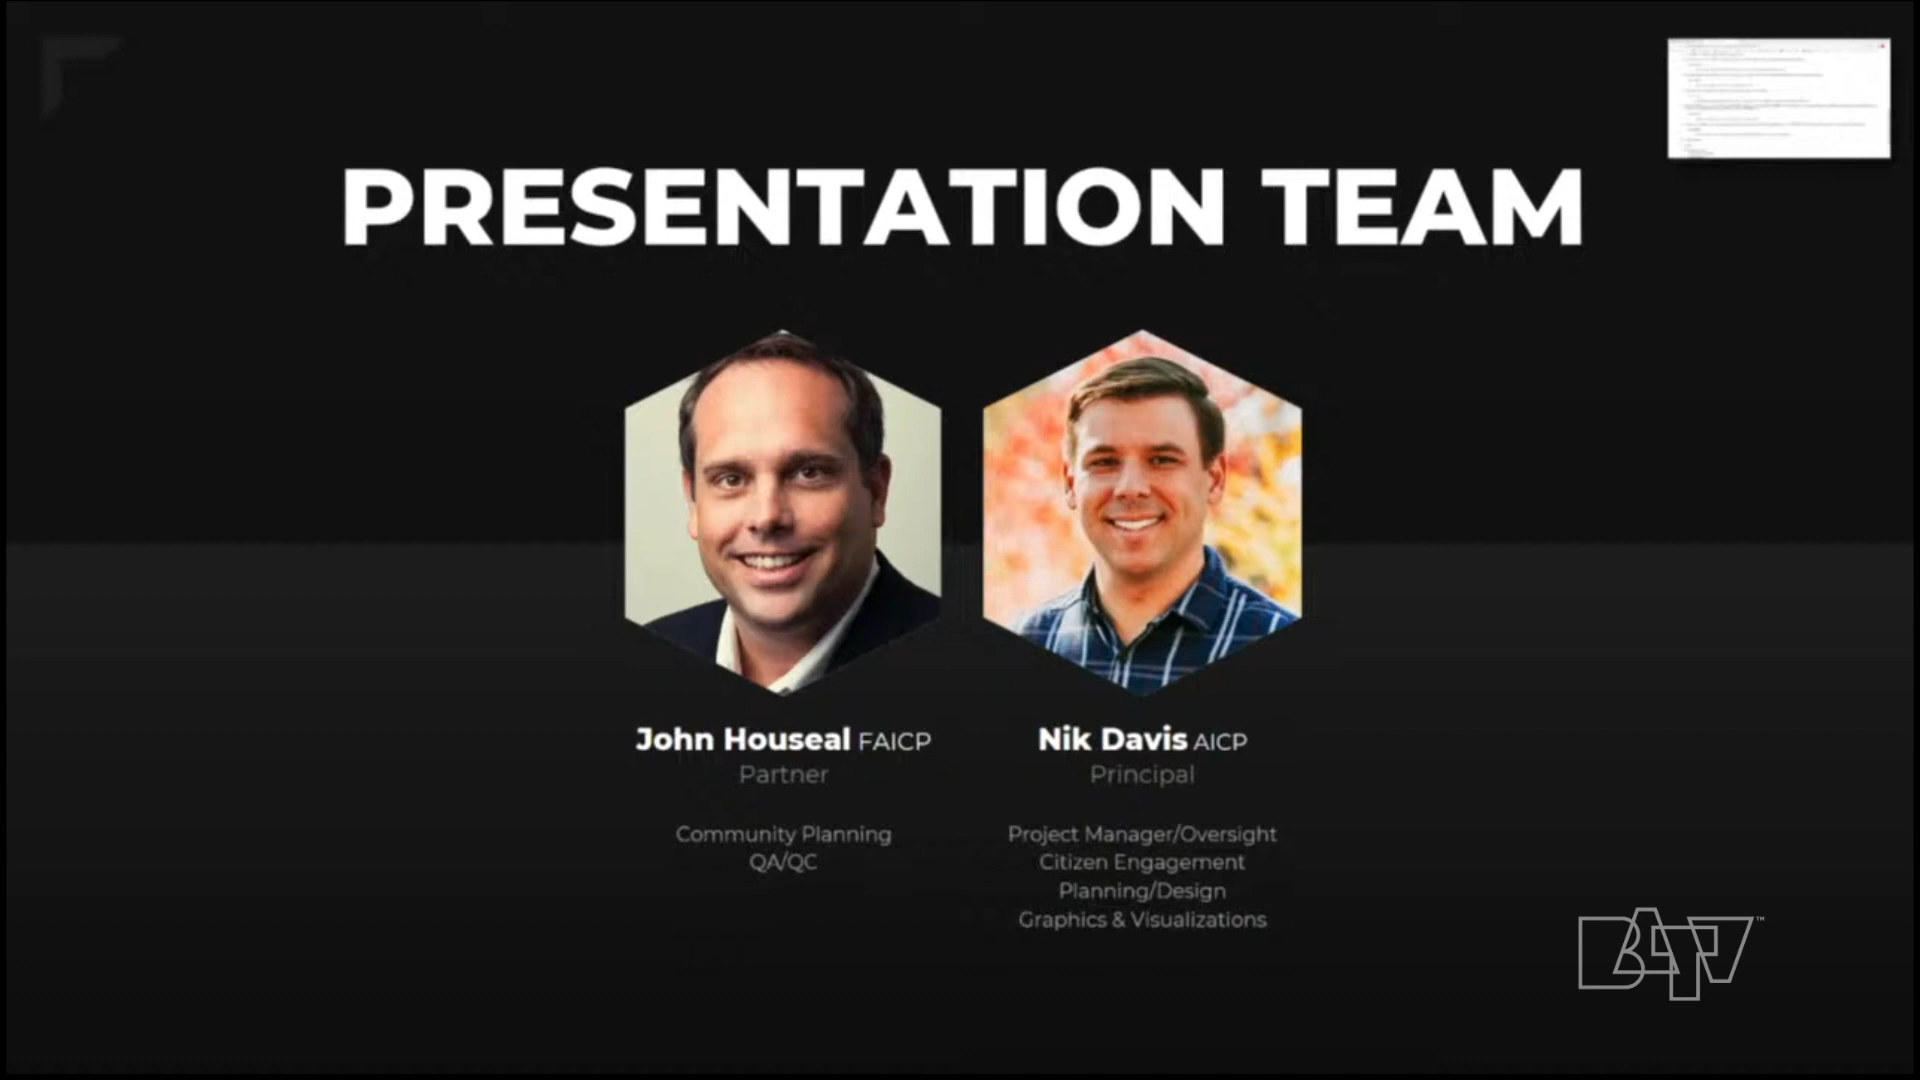 PRESENTATION TEAM
John Houseal FAICP
Partner
Community Planning
QA/QC
Nik Davis AICP
Principal
Project Manager/Oversight
Citizen Engagement
Planning/Design
Graphics & Visualizations
BATV™